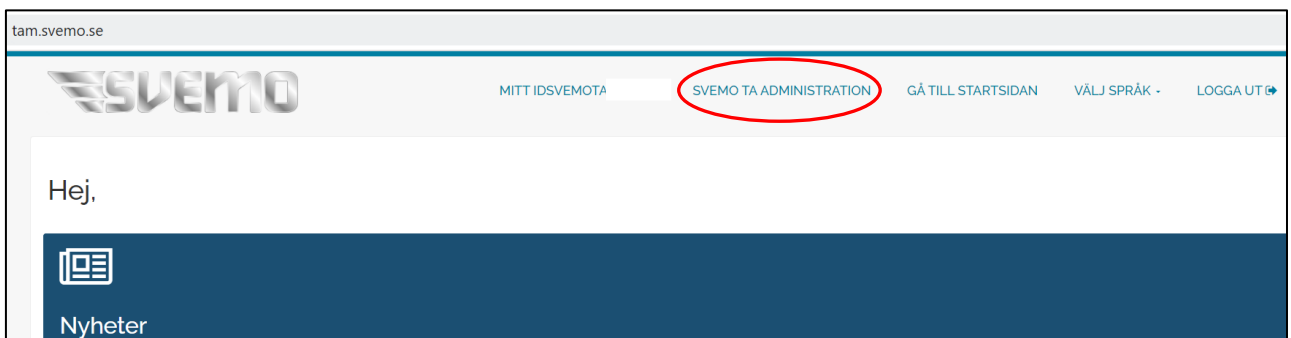 tam.svemo.se
SVEMO
MITT IDSVEMOTA SVEMO TA ADMINISTRATION GÅ TILL STARTSIDAN VÄLJ SPRÅK LOGGA UT
Hej,
Nyheter